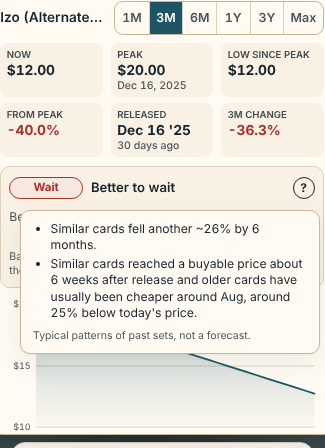 Izo (Alternate...
1M 3M 6M 1Y 3Y Max
NOW
$12.00
PEAK
$20.00
Dec 16, 2025
LOW SINCE PEAK
$12.00
FROM PEAK
-40.0%
RELEASED
Dec 16 '25
30 days ago
3M CHANGE
-36.3%
Wait Better to wait ?
Be
• Similar cards fell another ~26% by 6
months.
• Similar cards reached a buyable price about
6 weeks after release and older cards have
usually been cheaper around Aug, around
25% below today's price.
Typical patterns of past sets, not a forecast.
Ba
the
$
$15
$10